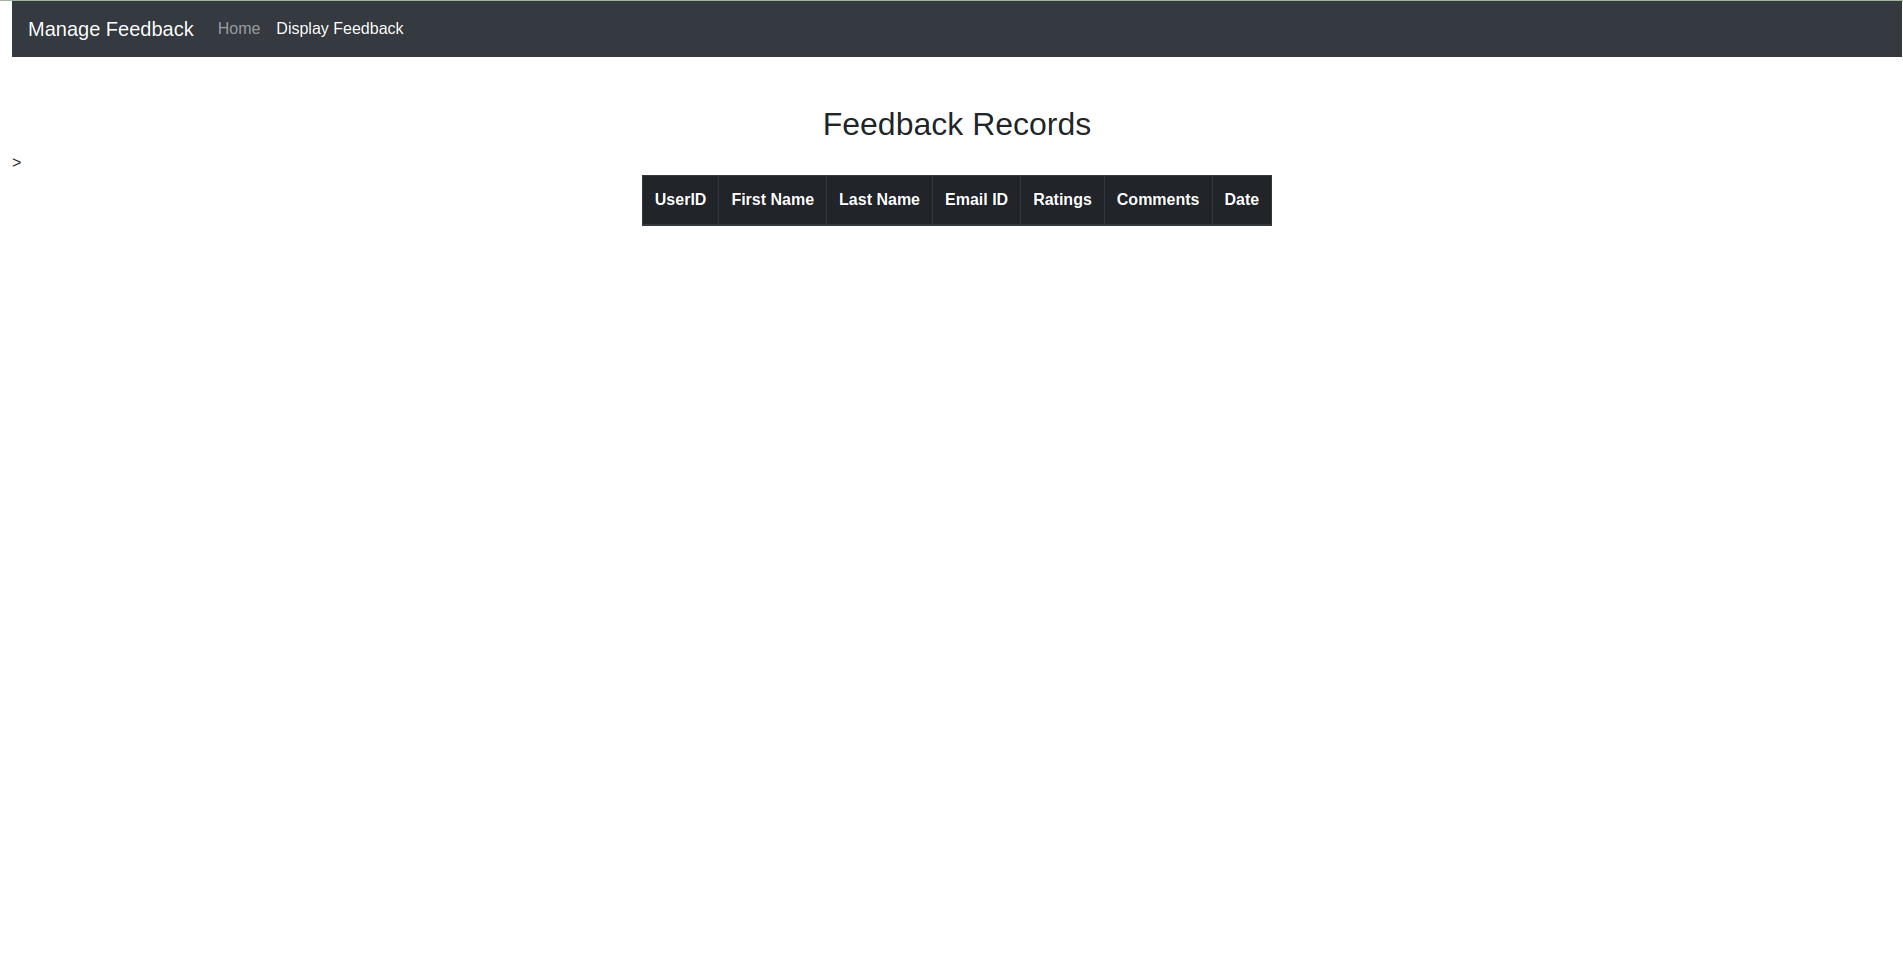 Manage Feedback Home Display Feedback
Feedback Records
>
UserID First Name Last Name Email ID Ratings Comments Date